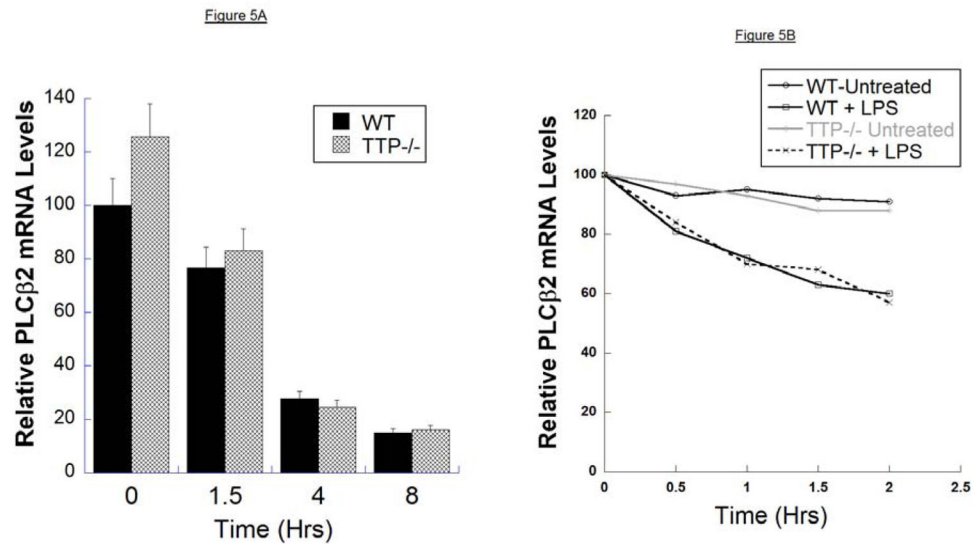 Figure 5A
Relative PLCβ2 mRNA Levels
140
120
100
80
60
40
20
0
WT
TTP-/-
0 1.5 4 8
Time (Hrs)
Figure 5B
Relative PLCβ2 mRNA Levels
WT-Untreated
WT + LPS
TTP-/- Untreated
TTP-/- + LPS
120
100
80
60
40
20
0
0 0.5 1 1.5 2 2.5
Time (Hrs)